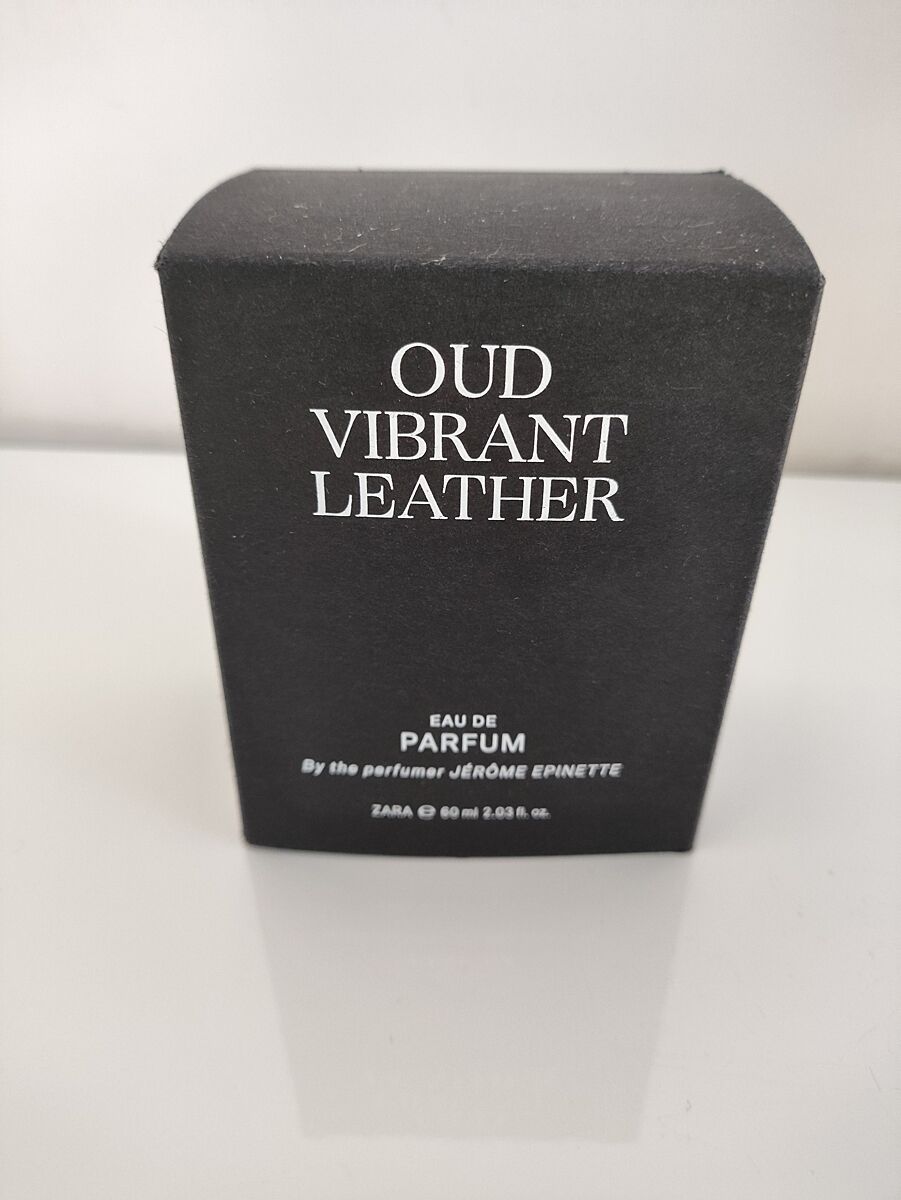 OUD
VIBRANT
LEATHER
EAU DE
PARFUM
By the perfumer JÉRÔME EPINETTE
ZARA ℮ 60 ml 2.03 fl. oz.